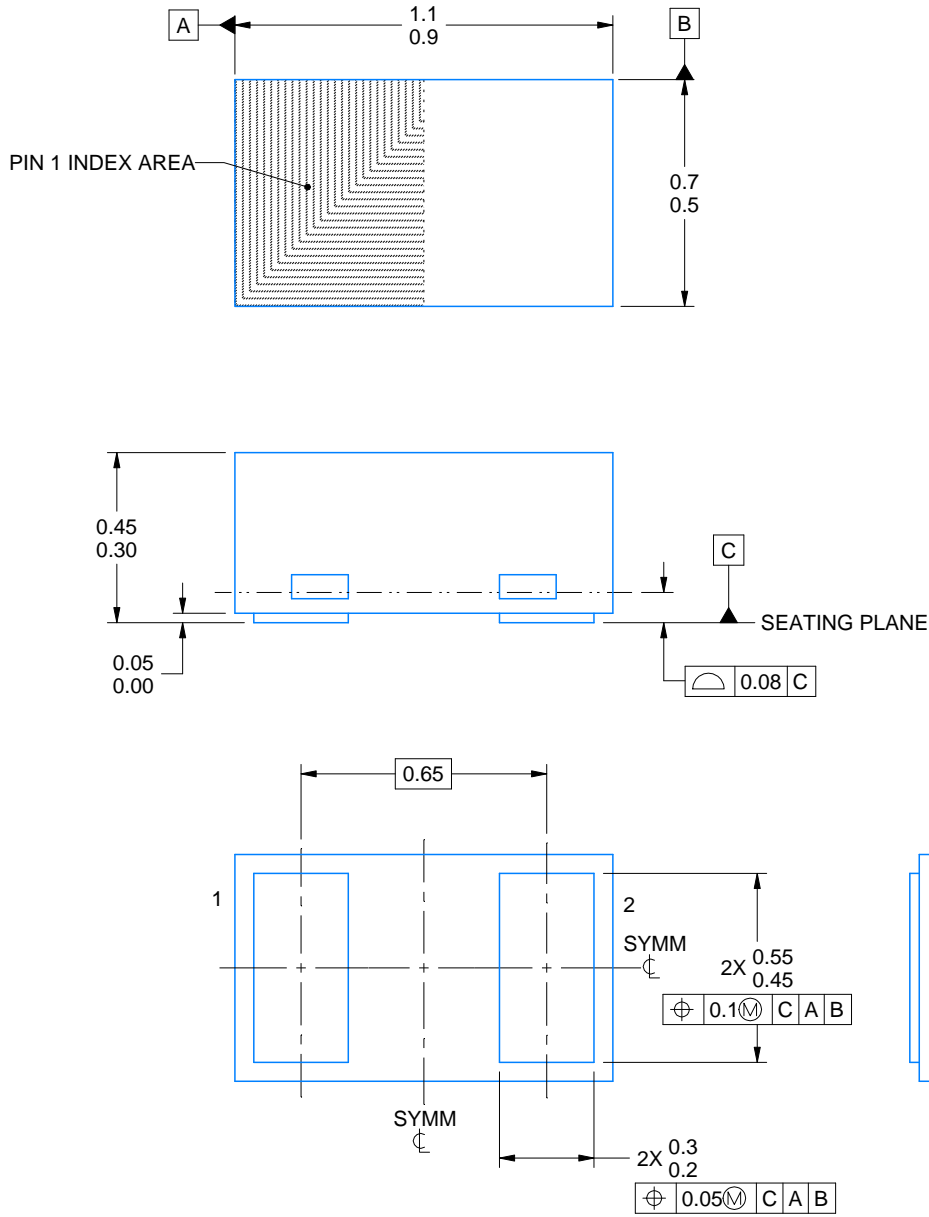 A
1.1
0.9
B
PIN 1 INDEX AREA
0.7
0.5
0.45
0.30
C
SEATING PLANE
0.05
0.00
0.08 C
0.65
1
2
SYMM
℄
2X 0.55
0.45
⌖ 0.1Ⓜ C A B
SYMM
℄
2X 0.3
0.2
⌖ 0.05Ⓜ C A B